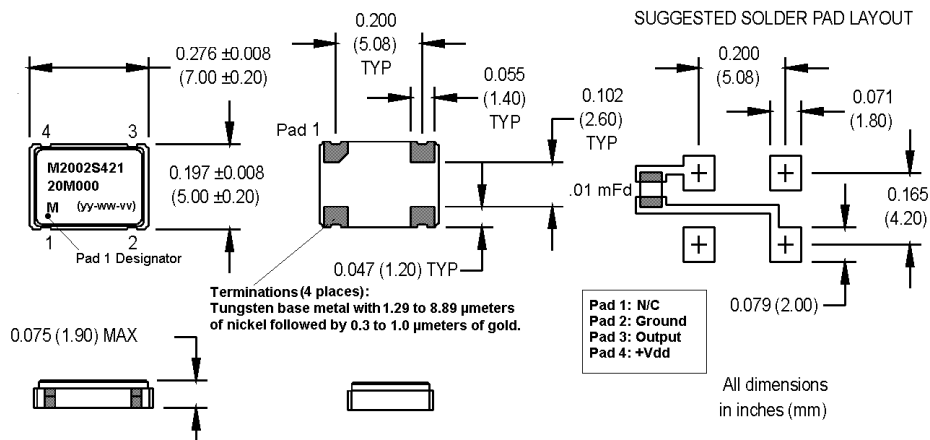 0.276 ±0.008
(7.00 ±0.20)
4
3
M2002S421
20M000
M (yy-ww-vv)
1
2
Pad 1 Designator
0.197 ±0.008
(5.00 ±0.20)
0.200
(5.08)
TYP
0.055
(1.40)
TYP
Pad 1
0.102
(2.60)
TYP
0.047 (1.20) TYP
Terminations (4 places):
Tungsten base metal with 1.29 to 8.89 µmeters
of nickel followed by 0.3 to 1.0 µmeters of gold.
SUGGESTED SOLDER PAD LAYOUT
0.200
(5.08)
0.071
(1.80)
.01 mFd
0.165
(4.20)
0.079 (2.00)
Pad 1: N/C
Pad 2: Ground
Pad 3: Output
Pad 4: +Vdd
0.075 (1.90) MAX
All dimensions
in inches (mm)